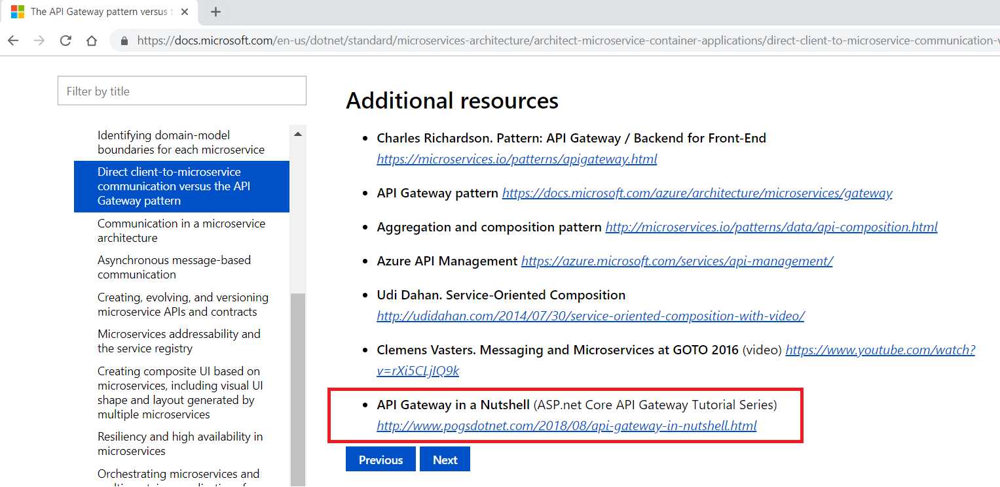 The API Gateway pattern versus
https://docs.microsoft.com/en-us/dotnet/standard/microservices-architecture/architect-microservice-container-applications/direct-client-to-microservice-communication-
Filter by title
Identifying domain-model
boundaries for each microservice
Direct client-to-microservice
communication versus the API
Gateway pattern
Communication in a microservice
architecture
Asynchronous message-based
communication
Creating, evolving, and versioning
microservice APIs and contracts
Microservices addressability and
the service registry
Creating composite UI based on
microservices, including visual UI
shape and layout generated by
multiple microservices
Resiliency and high availability in
microservices
Orchestrating microservices and
Additional resources
• Charles Richardson. Pattern: API Gateway / Backend for Front-End
https://microservices.io/patterns/apigateway.html
• API Gateway pattern https://docs.microsoft.com/azure/architecture/microservices/gateway
• Aggregation and composition pattern http://microservices.io/patterns/data/api-composition.html
• Azure API Management https://azure.microsoft.com/services/api-management/
• Udi Dahan. Service-Oriented Composition
http://udidahan.com/2014/07/30/service-oriented-composition-with-video/
• Clemens Vasters. Messaging and Microservices at GOTO 2016 (video) https://www.youtube.com/watch?
v=rXi5CLjIQ9k
• API Gateway in a Nutshell (ASP.net Core API Gateway Tutorial Series)
http://www.pogsdotnet.com/2018/08/api-gateway-in-nutshell.html
Previous Next